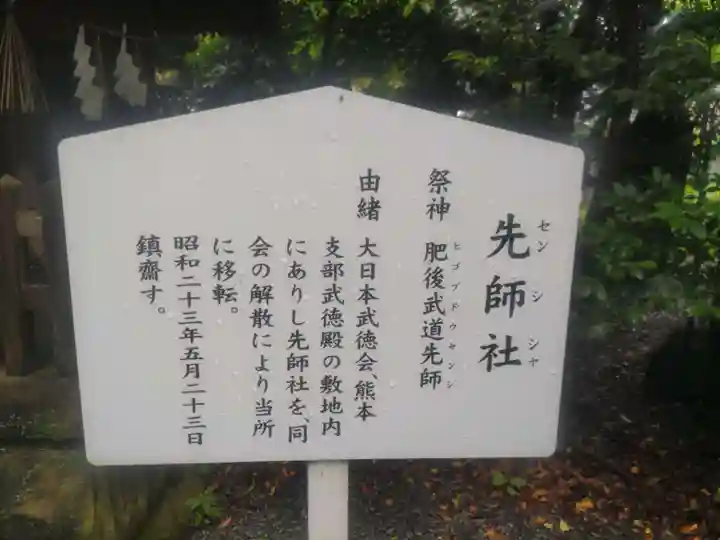 先師社
センシシャ
祭神 肥後武道先師
ヒゴブドウセンシ
由緒 大日本武徳会、熊本
支部武徳殿の敷地内
にありし先師社を、同
会の解散により当所
に移転。
昭和二十三年五月二十三日
鎮齋す。